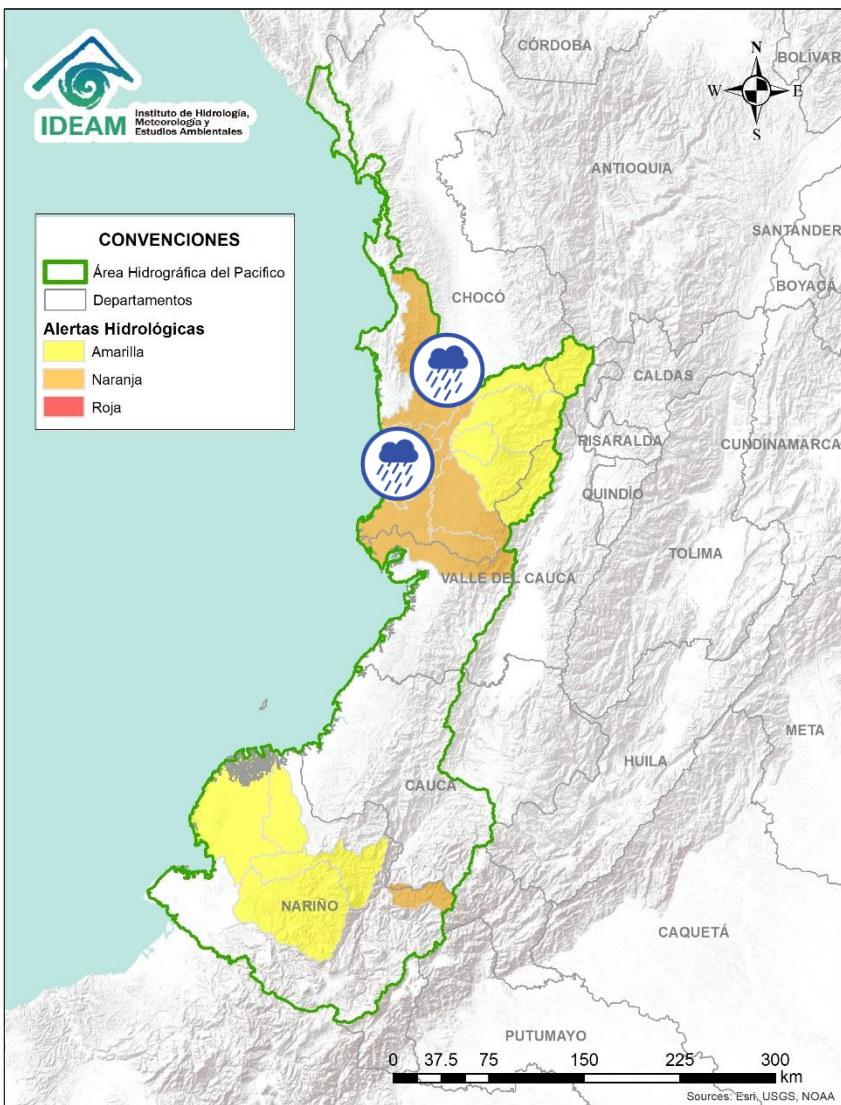 IDEAM
Instituto de Hidrología,
Meteorología y
Estudios Ambientales
CÓRDOBA
BOLÍVAR
N
W
E
S
ANTIOQUIA
SANTANDER
BOYACÁ
CONVENCIONES
Área Hidrográfica del Pacifico
Departamentos
Alertas Hidrológicas
Amarilla
Naranja
Roja
CHOCÓ
CALDAS
RISARALDA
CUNDINAMARCA
QUINDÍO
TOLIMA
VALLE DEL CAUCA
META
HUILA
CAUCA
NARIÑO
CAQUETÁ
PUTUMAYO
0 37.5 75 150 225 300
km
Sources: Esri, USGS, NOAA